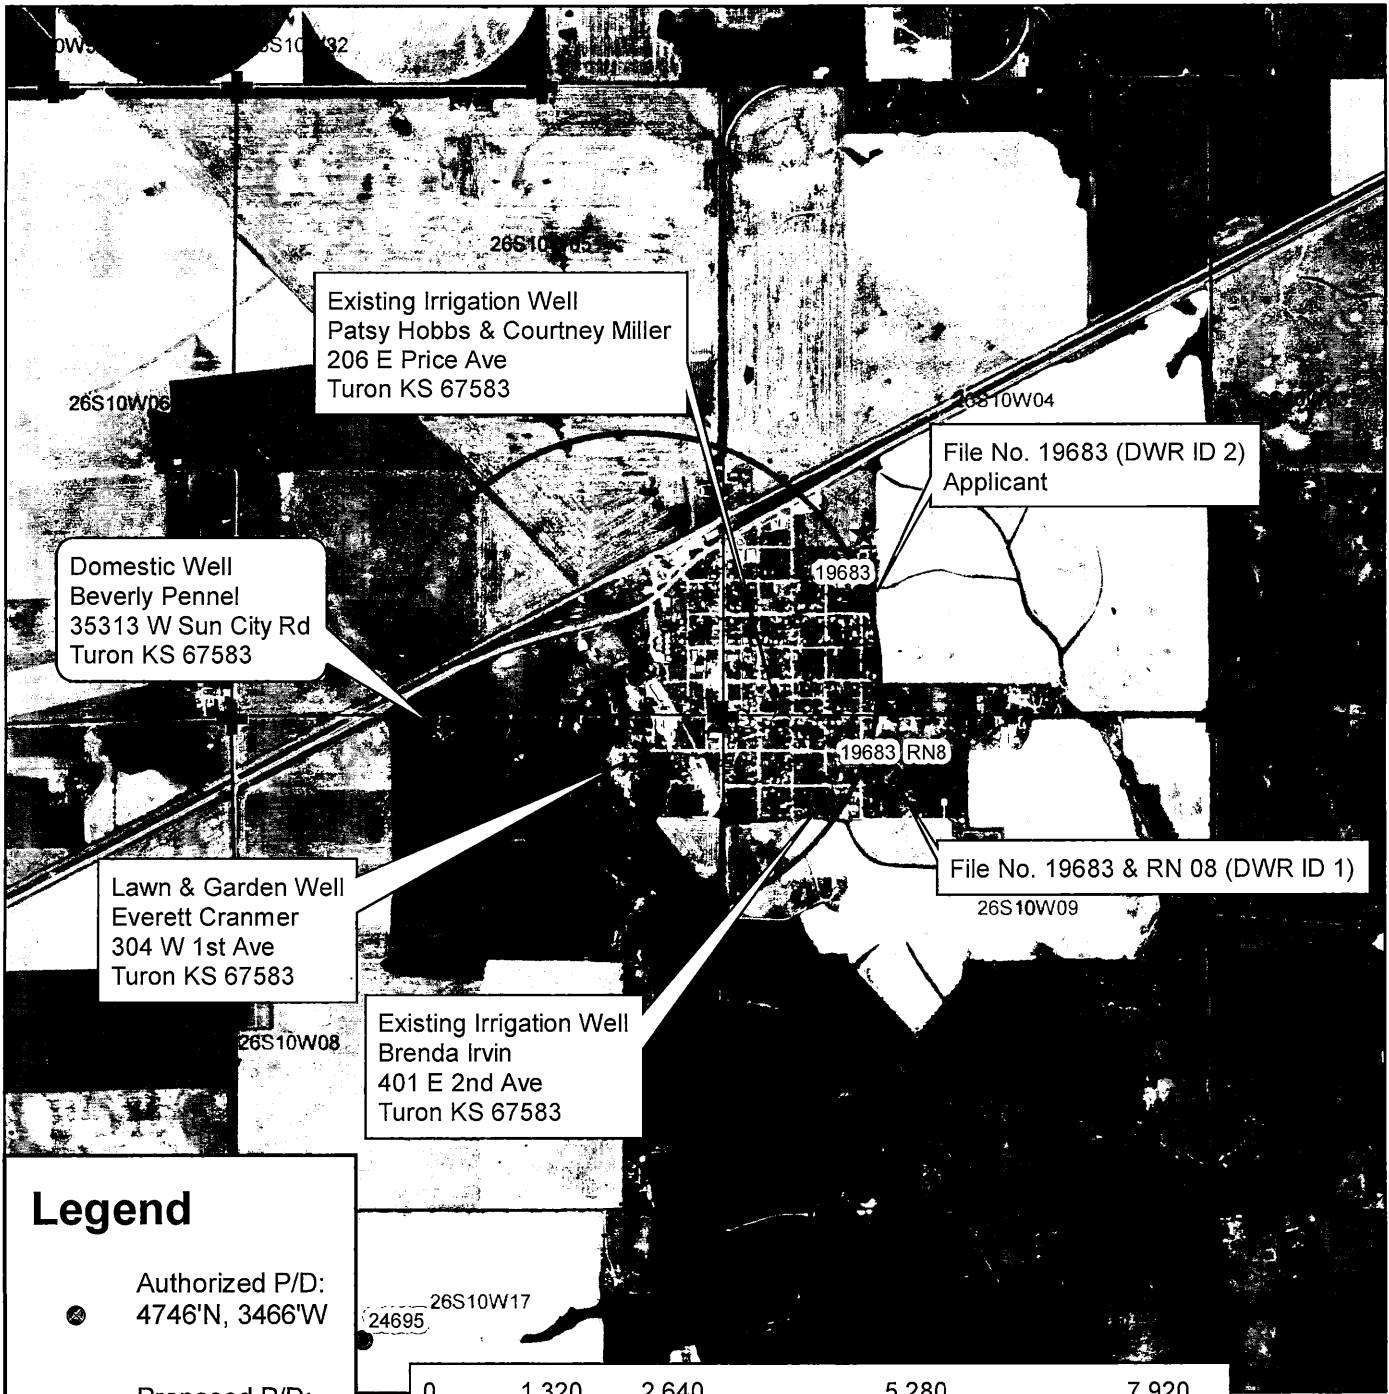 26S10W05
Existing Irrigation Well
Patsy Hobbs & Courtney Miller
206 E Price Ave
Turon KS 67583
26S10W06
26S10W04
File No. 19683 (DWR ID 2)
Applicant
Domestic Well
Beverly Pennel
35313 W Sun City Rd
Turon KS 67583
19683
19683 RN8
File No. 19683 & RN 08 (DWR ID 1)
26S10W09
Lawn & Garden Well
Everett Cranmer
304 W 1st Ave
Turon KS 67583
Existing Irrigation Well
Brenda Irvin
401 E 2nd Ave
Turon KS 67583
26S10W08
Legend
Authorized P/D:
4746'N, 3466'W
26S10W17
24695
Proposed P/D:
0 1,320 2,640 5,280 7,920